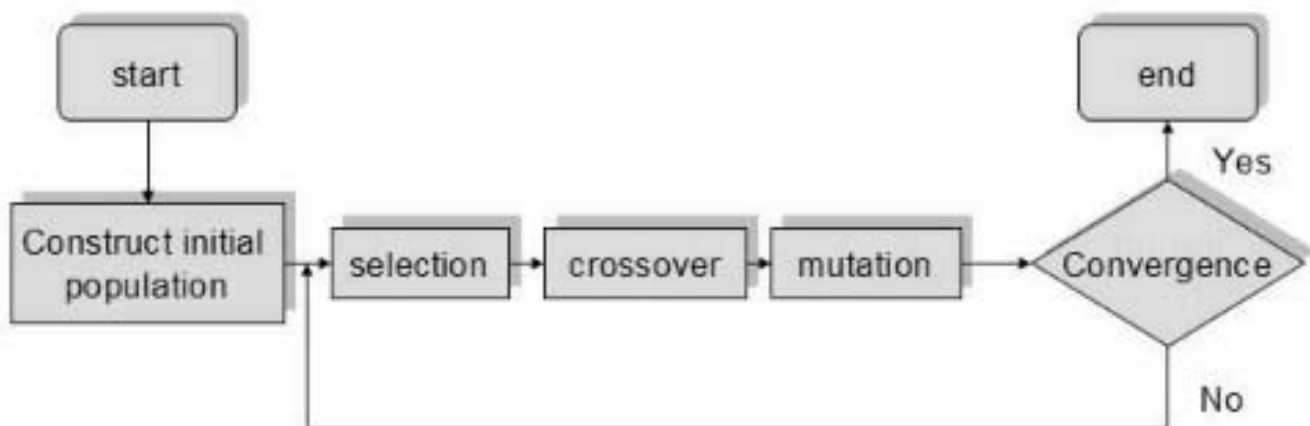 start
end
Yes
Construct initial
population
selection
crossover
mutation
Convergence
No